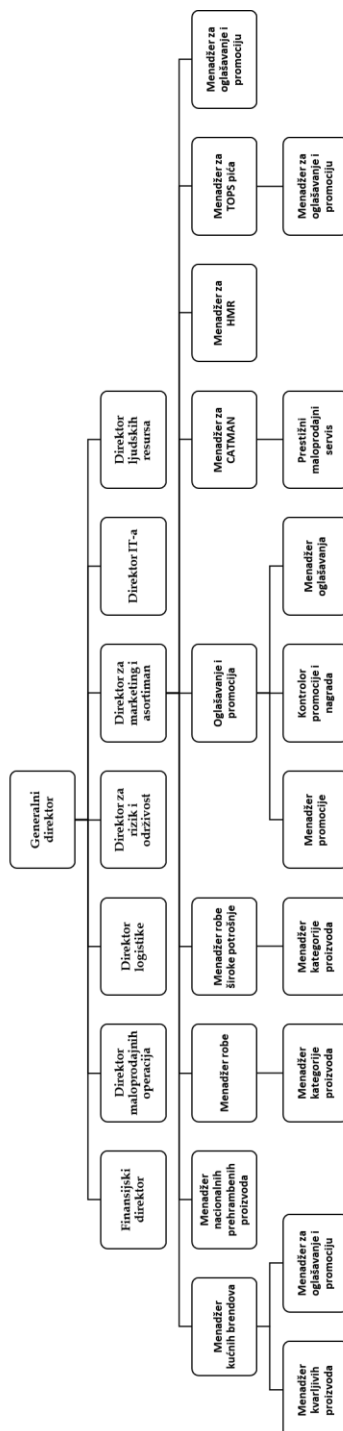 Generalni
direktor
Finansijski
direktor
Direktor
maloprodajnih
operacija
Direktor
logistike
Direktor za
rizik i
održivost
Direktor za
marketing i
asortiman
Direktor IT-a
Direktor
ljudskih
resursa
Menadžer
kućnih brendova
Menadžer
nacionalnih
prehrambenih
proizvoda
Menadžer robe
Menadžer robe
široke potrošnje
Oglašavanje i
promocija
Menadžer za
CATMAN
Menadžer za
HMR
Menadžer za
TOPS pića
Menadžer za
oglašavanje i
promociju
Menadžer
kvarljivih
proizvoda
Menadžer za
oglašavanje i
promociju
Menadžer
kategorije
proizvoda
Menadžer
kategorije
proizvoda
Menadžer
promocije
Kontrolor
promocije i
nagrada
Menadžer
oglašavanja
Prestižni
maloprodajni
servis
Menadžer za
oglašavanje i
promociju